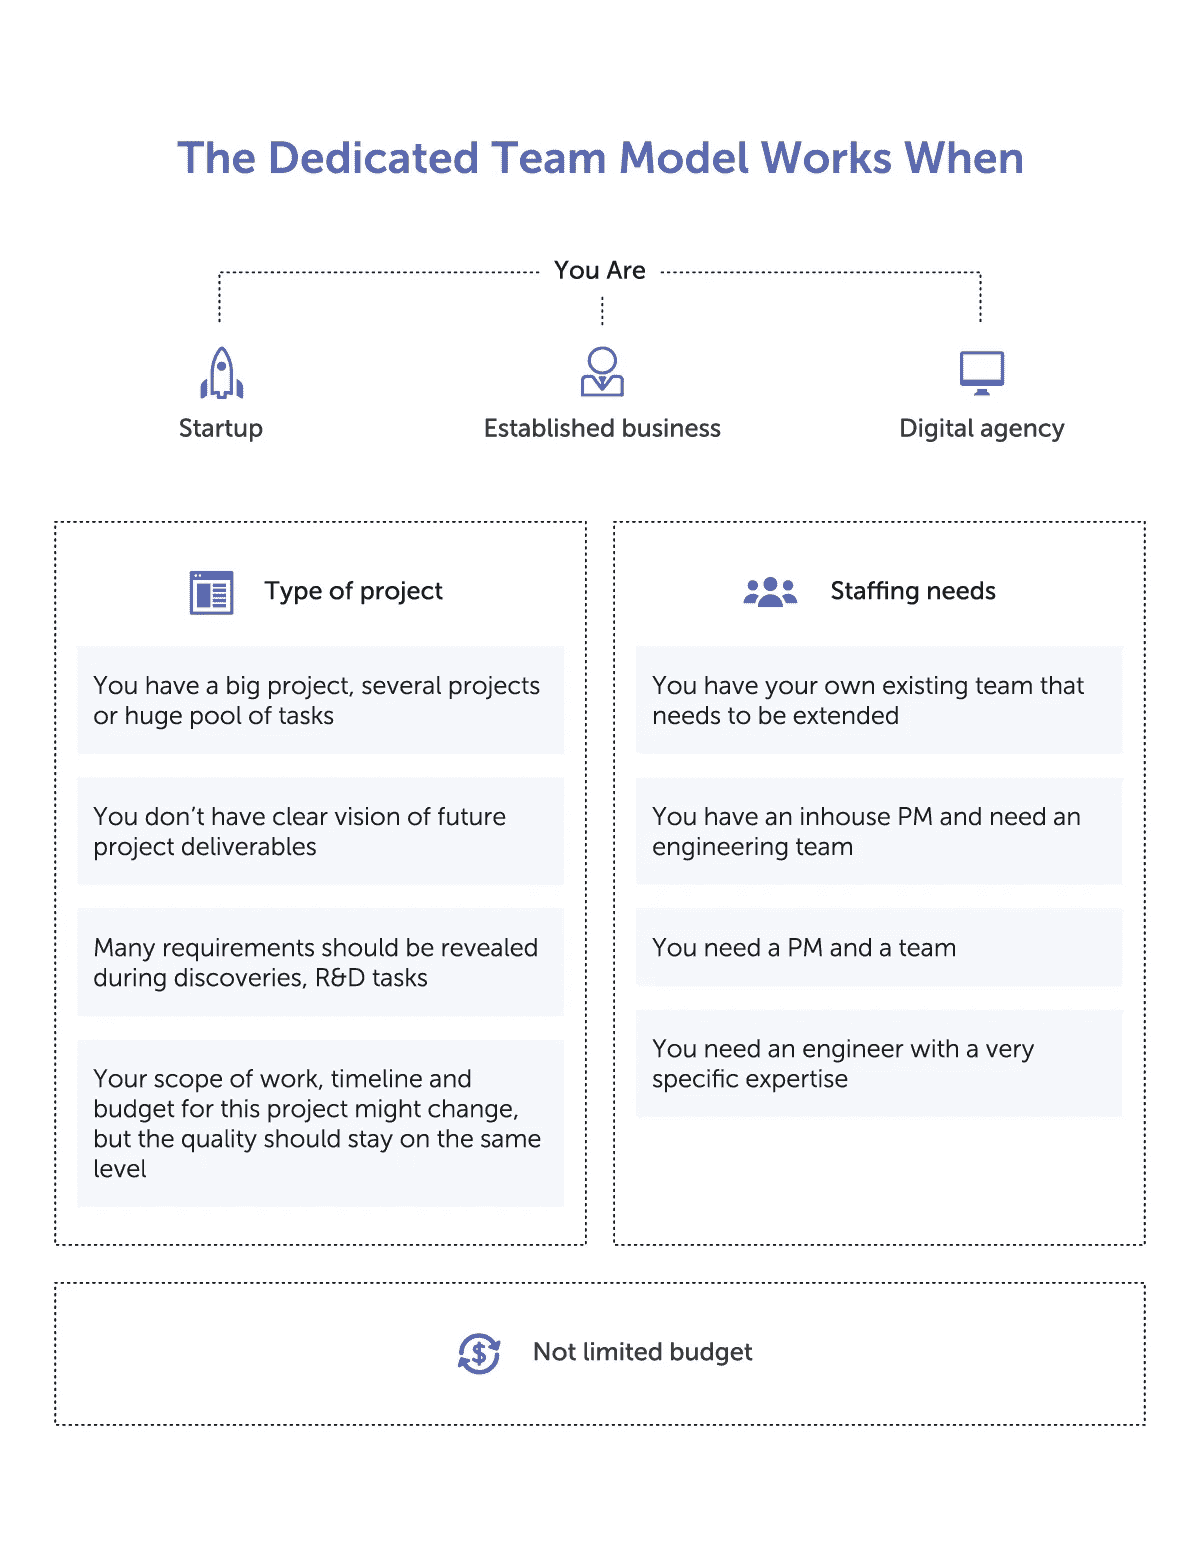 The Dedicated Team Model Works When
You Are
Startup
Established business
Digital agency
Type of project
You have a big project, several projects
or huge pool of tasks
You don’t have clear vision of future
project deliverables
Many requirements should be revealed
during discoveries, R&D tasks
Your scope of work, timeline and
budget for this project might change,
but the quality should stay on the same
level
Staffing needs
You have your own existing team that
needs to be extended
You have an inhouse PM and need an
engineering team
You need a PM and a team
You need an engineer with a very
specific expertise
$
Not limited budget